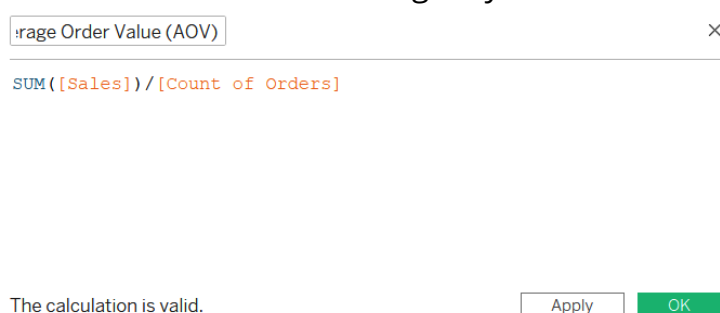 erage Order Value (AOV)
SUM([Sales])/[Count of Orders]
The calculation is valid.
Apply OK